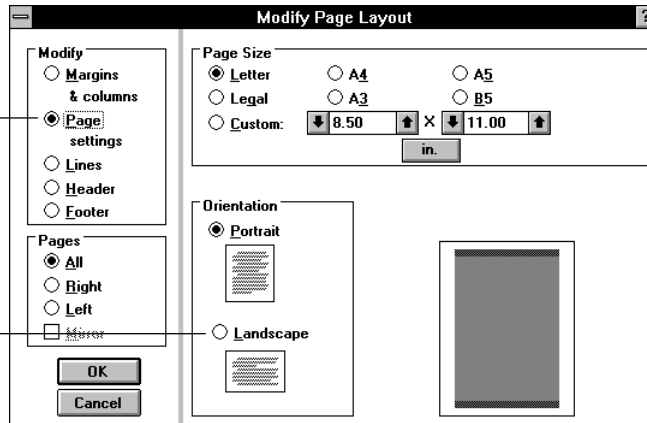 Modify Page Layout ?
Modify
Margins
& columns
Page
settings
Lines
Header
Footer
Pages
All
Right
Left
Mirror
OK
Cancel
Page Size
Letter A4 A5
Legal A3 B5
Custom: 8.50 X 11.00
in.
Orientation
Portrait
Landscape